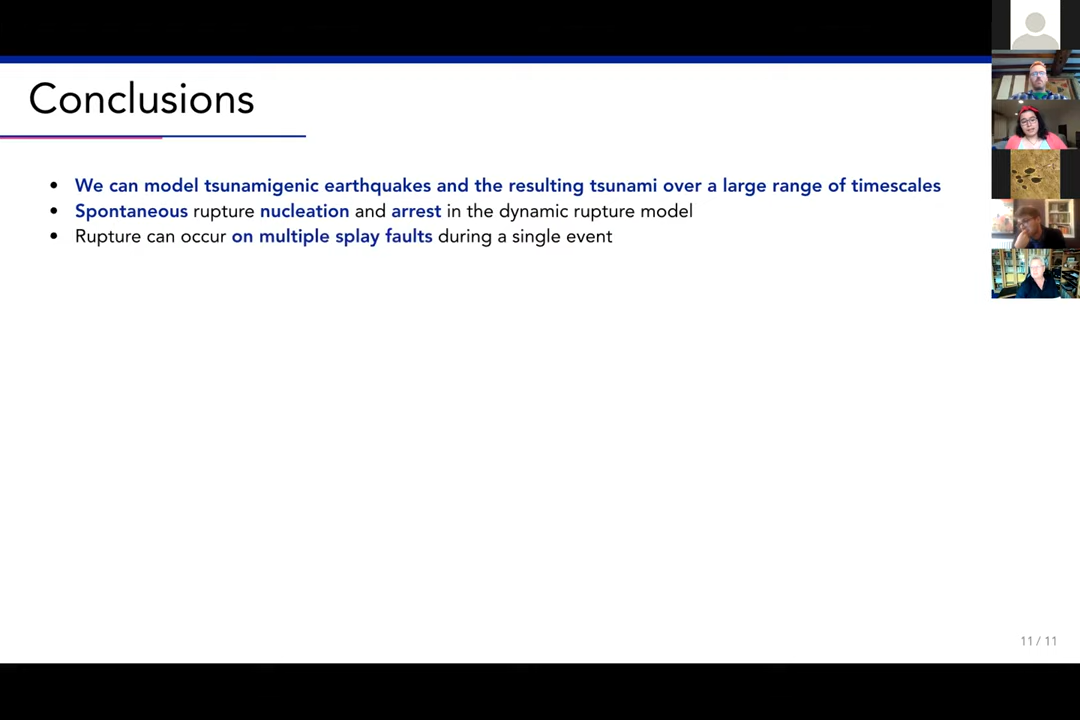 Conclusions
• We can model tsunamigenic earthquakes and the resulting tsunami over a large range of timescales
• Spontaneous rupture nucleation and arrest in the dynamic rupture model
• Rupture can occur on multiple splay faults during a single event
11 / 11